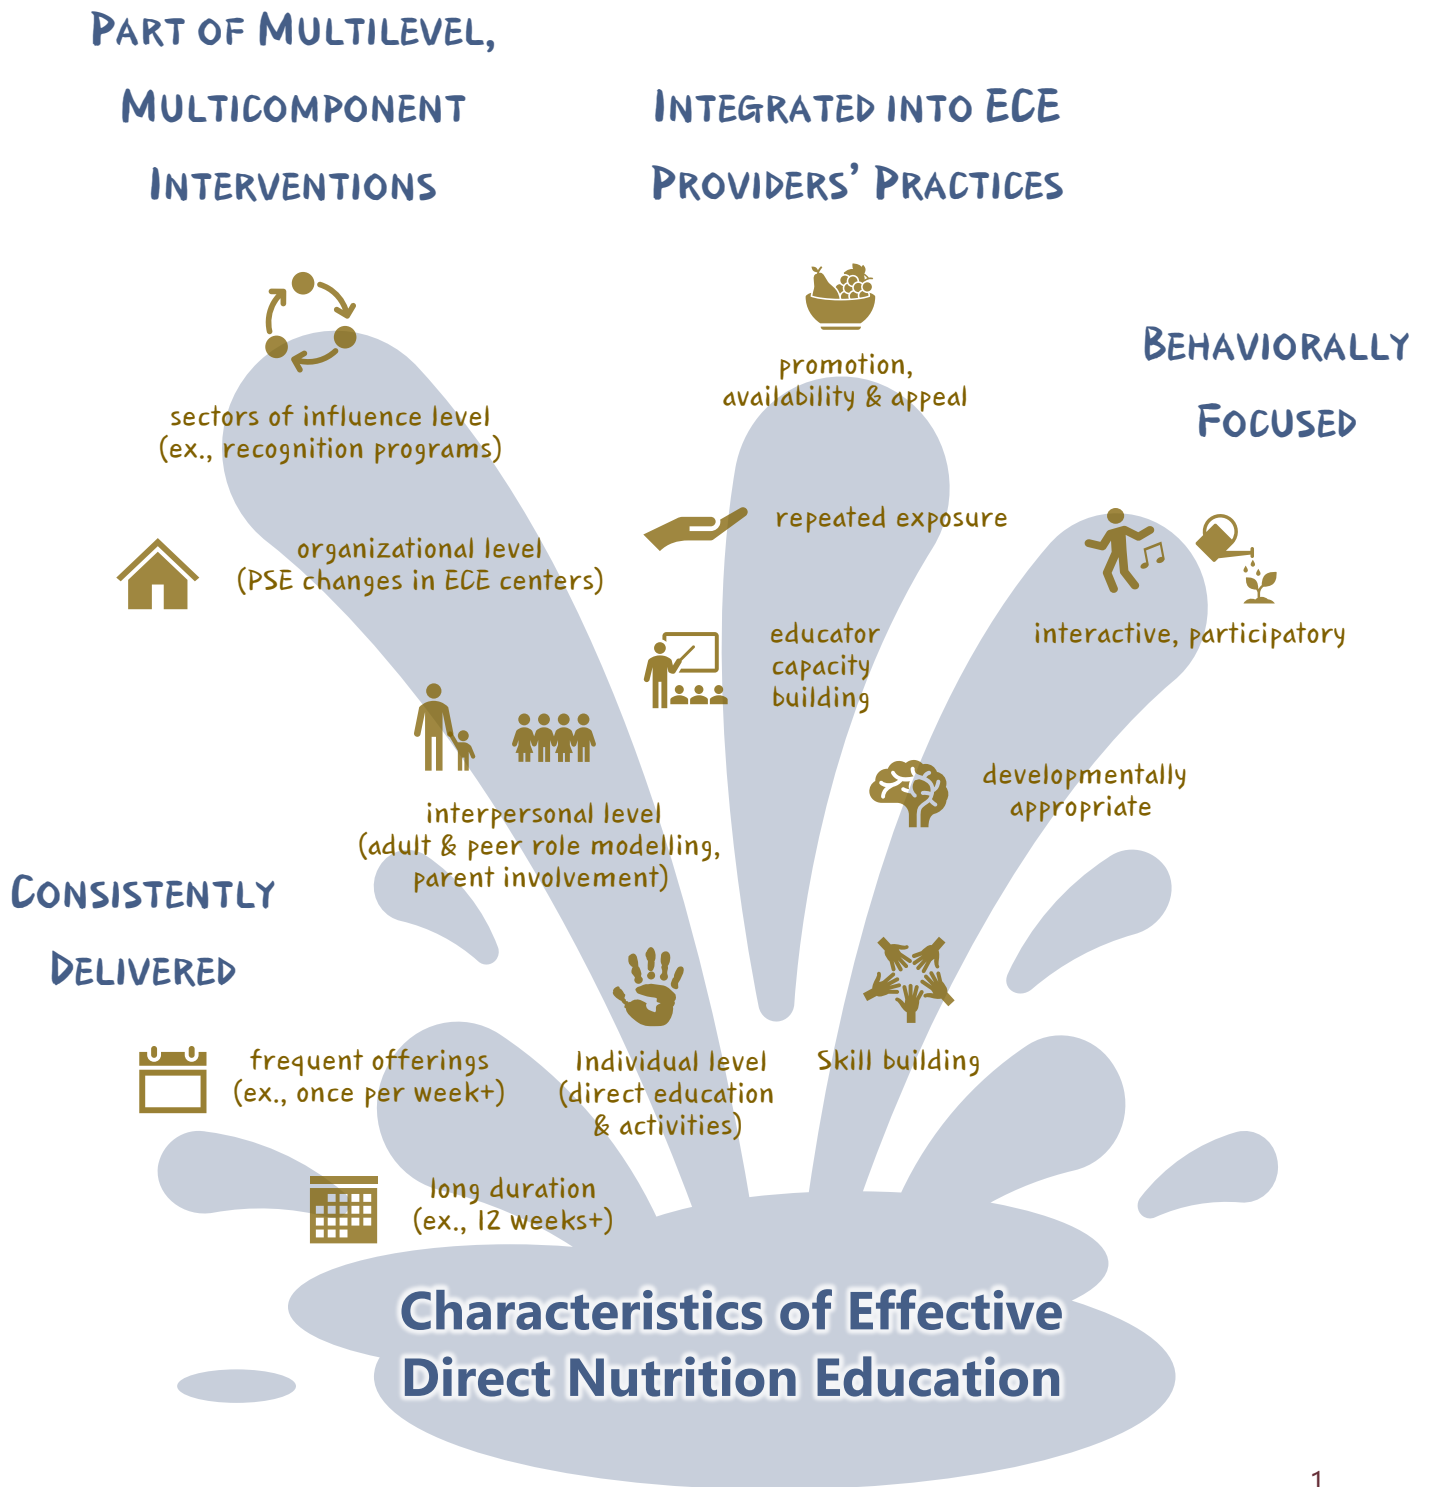 PART OF MULTILEVEL,
MULTICOMPONENT
INTERVENTIONS
sectors of influence level
(ex., recognition programs)
organizational level
(PSE changes in ECE centers)
interpersonal level
(adult & peer role modelling,
parent involvement)
Individual level
(direct education
& activities)
INTEGRATED INTO ECE
PROVIDERS' PRACTICES
promotion,
availability & appeal
repeated exposure
educator
capacity
building
BEHAVIORALLY
FOCUSED
interactive, participatory
developmentally
appropriate
Skill building
CONSISTENTLY
DELIVERED
frequent offerings
(ex., once per week+)
long duration
(ex., 12 weeks+)
Characteristics of Effective
Direct Nutrition Education
1